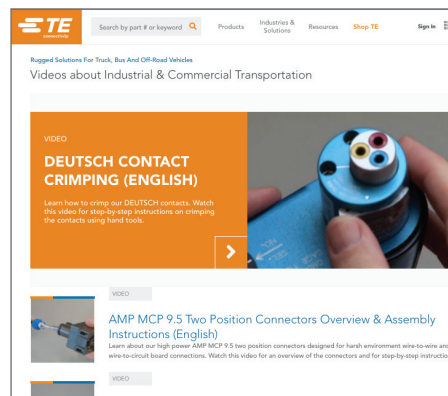 TE
connectivity
Search by part # or keyword
Products
Industries &
Solutions
Resources
Shop TE
Sign In
Rugged Solutions For Truck, Bus And Off-Road Vehicles
Videos about Industrial & Commercial Transportation
VIDEO
DEUTSCH CONTACT
CRIMPING (ENGLISH)
Learn how to crimp our DEUTSCH contacts. Watch
this video for step-by-step instructions on crimping
the contacts using hand tools.
VIDEO
AMP MCP 9.5 Two Position Connectors Overview & Assembly
Instructions (English)
Learn about our high power AMP MCP 9.5 two position connectors designed for harsh environment wire-to-wire and
wire-to-circuit board connections. Watch this video for an overview of the connectors and for step-by-step
VIDEO